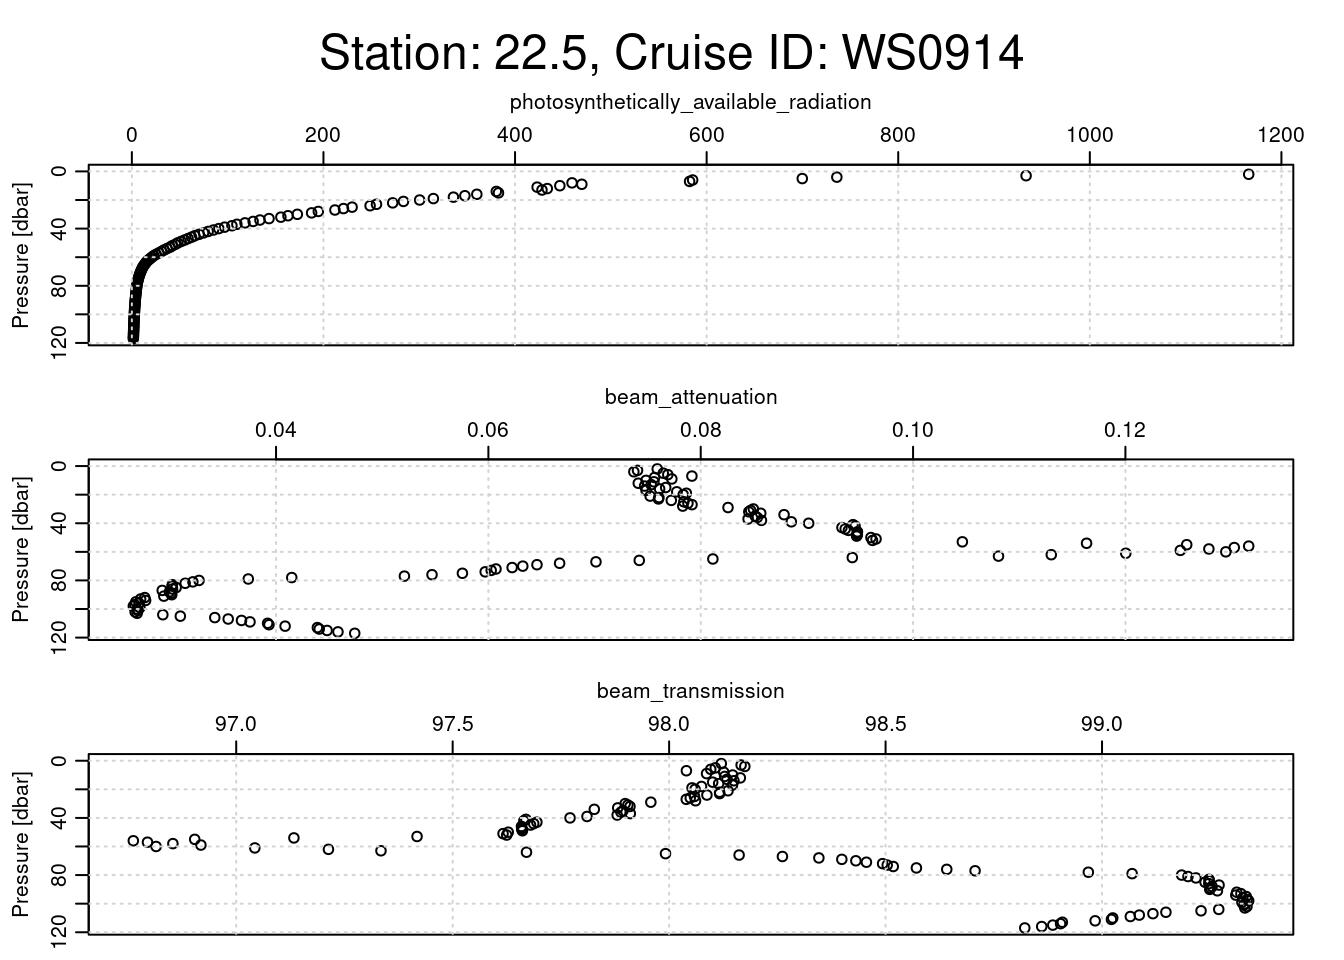 Station: 22.5, Cruise ID: WS0914
photosynthetically_available_radiation
0 200 400 600 800 1000 1200
Pressure [dbar]
0
40
80
120
beam_attenuation
0.04 0.06 0.08 0.10 0.12
Pressure [dbar]
0
40
80
120
beam_transmission
97.0 97.5 98.0 98.5 99.0
Pressure [dbar]
0
40
80
120